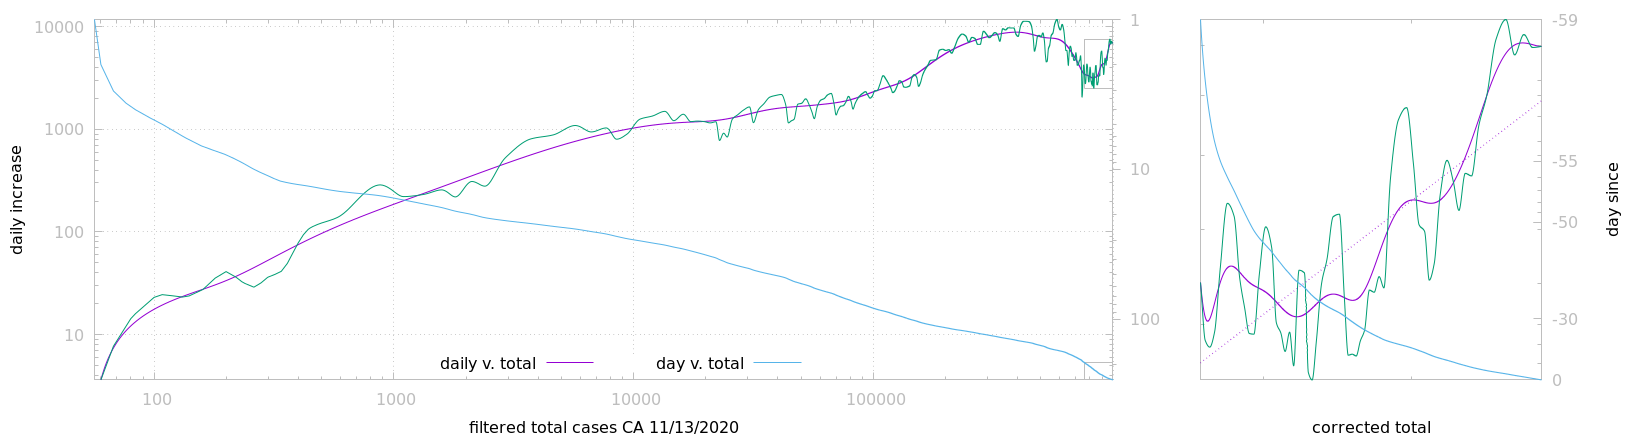 10000
1000
100
10
daily increase
100
1000
10000
100000
filtered total cases CA 11/13/2020
daily v. total
day v. total
1
10
100
-59
-55
-50
-30
0
day since
corrected total